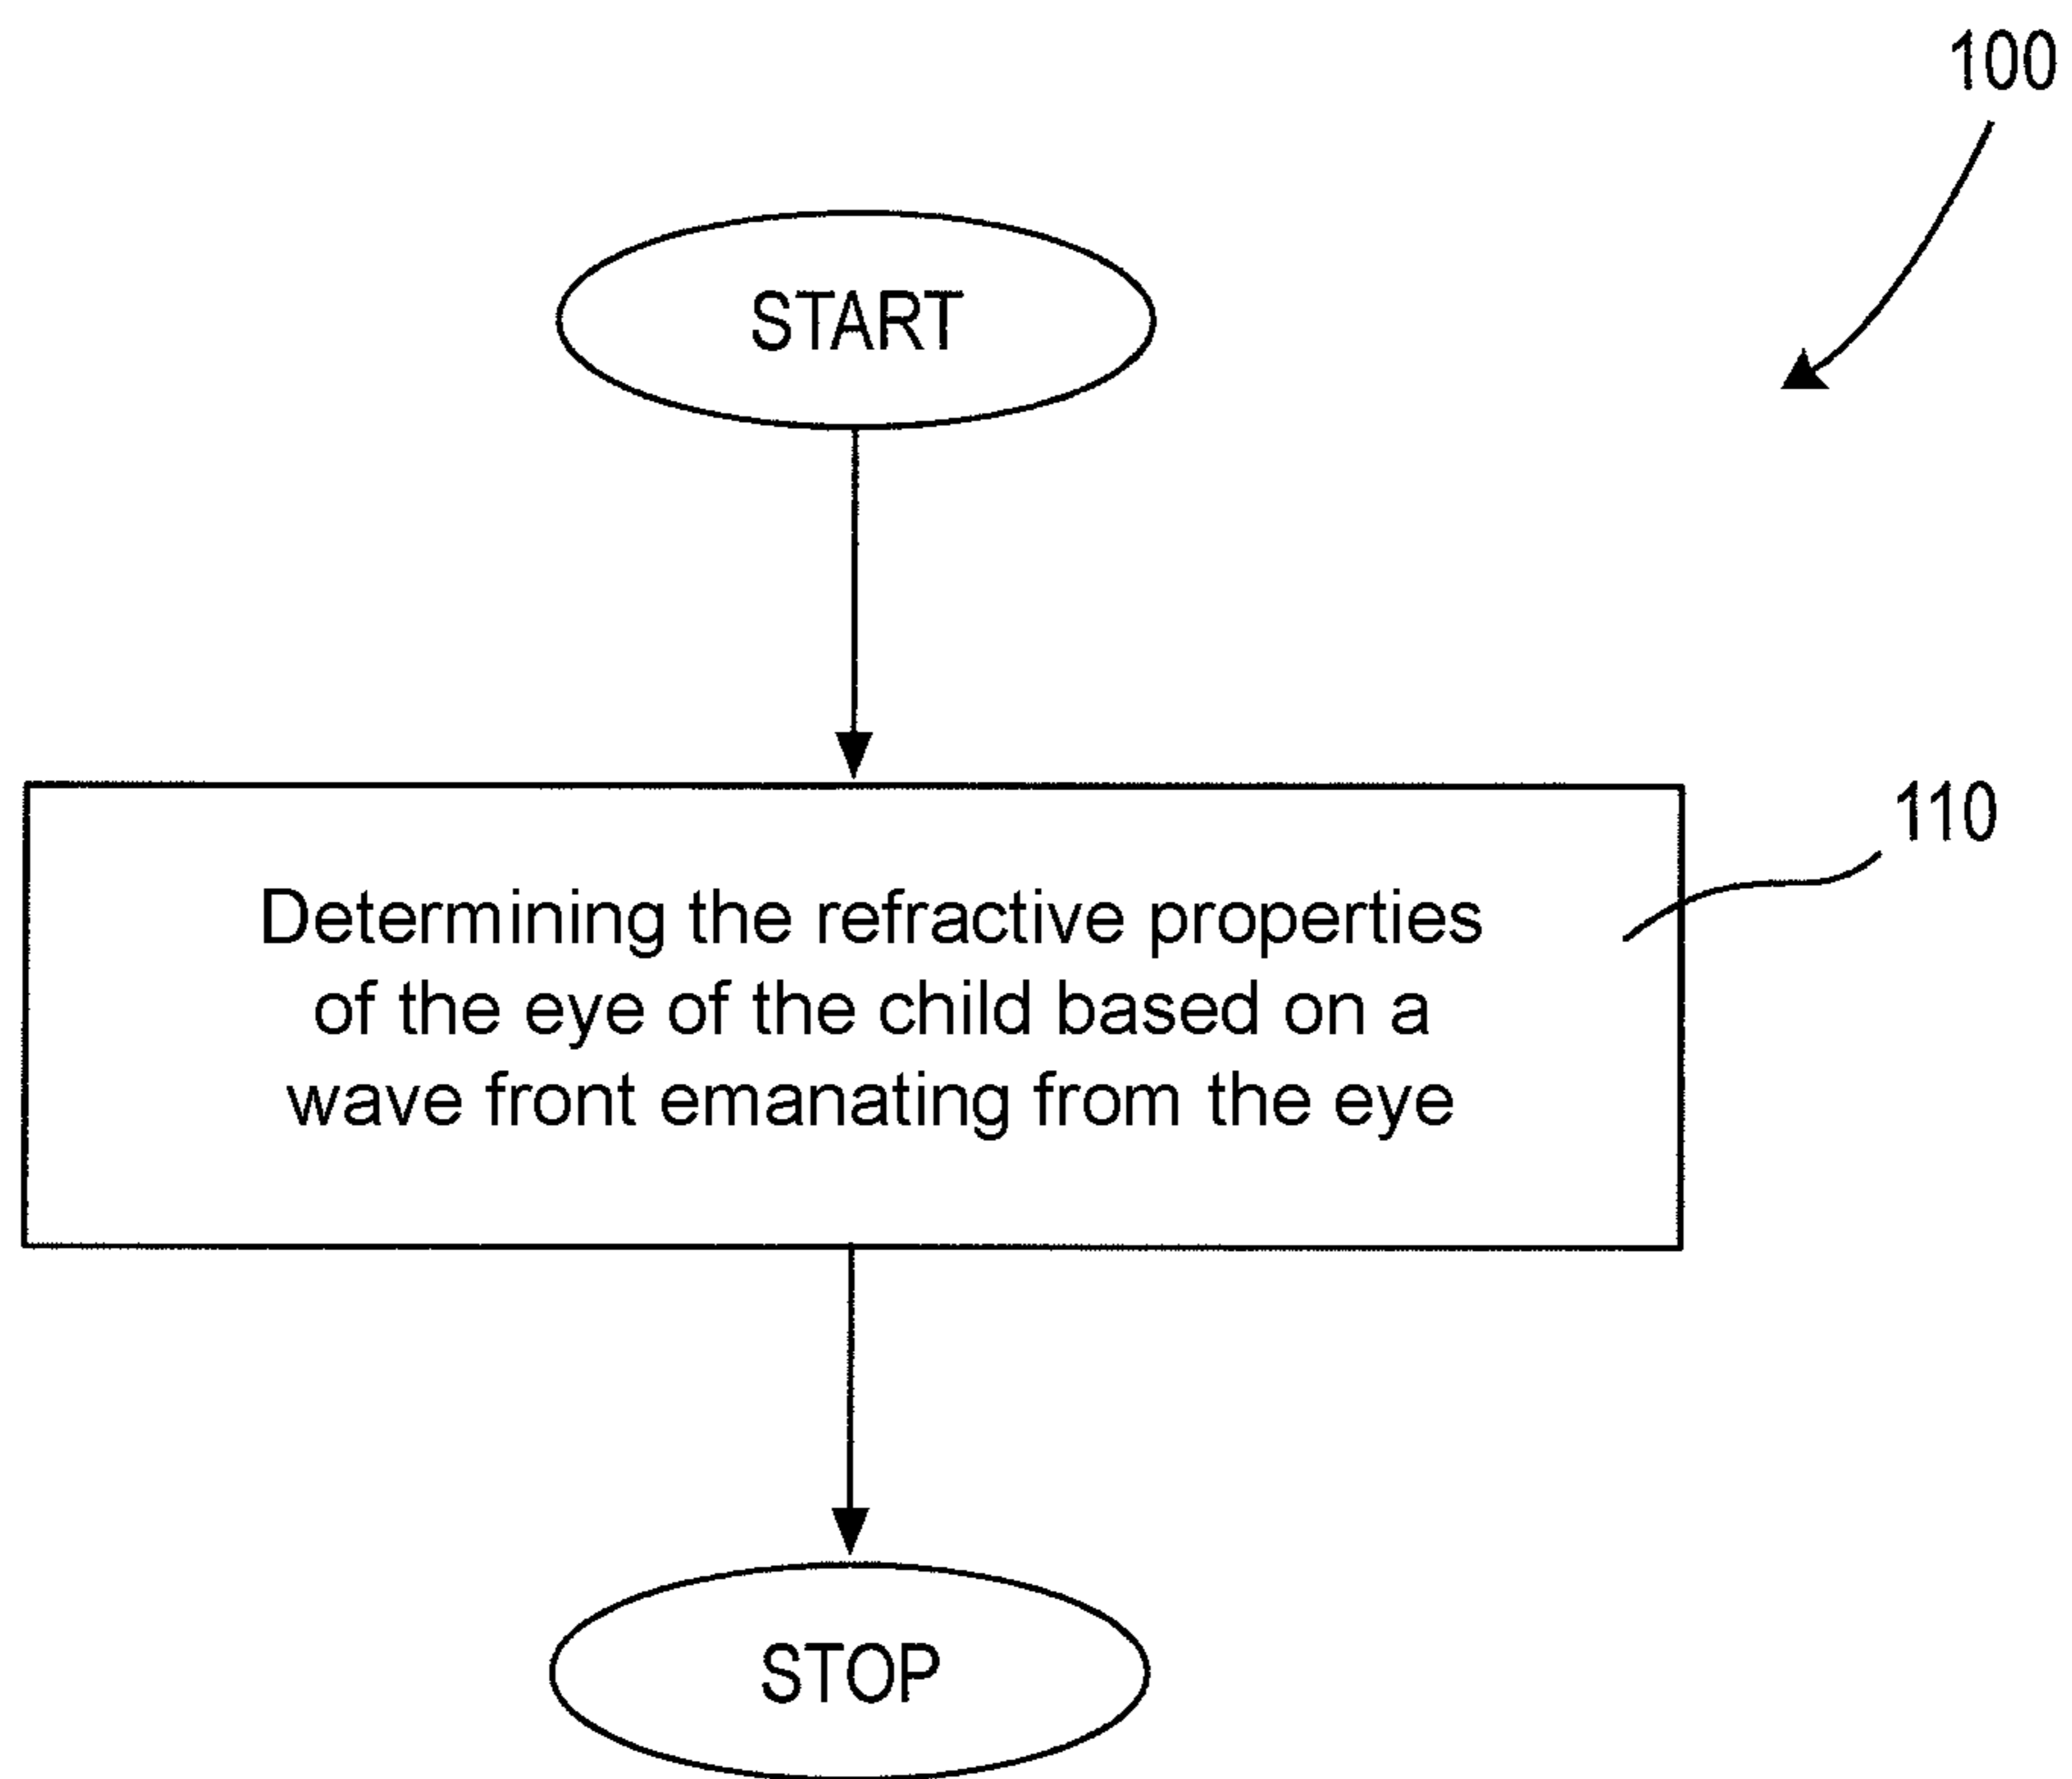 100
START
110
Determining the refractive properties
of the eye of the child based on a
wave front emanating from the eye
STOP